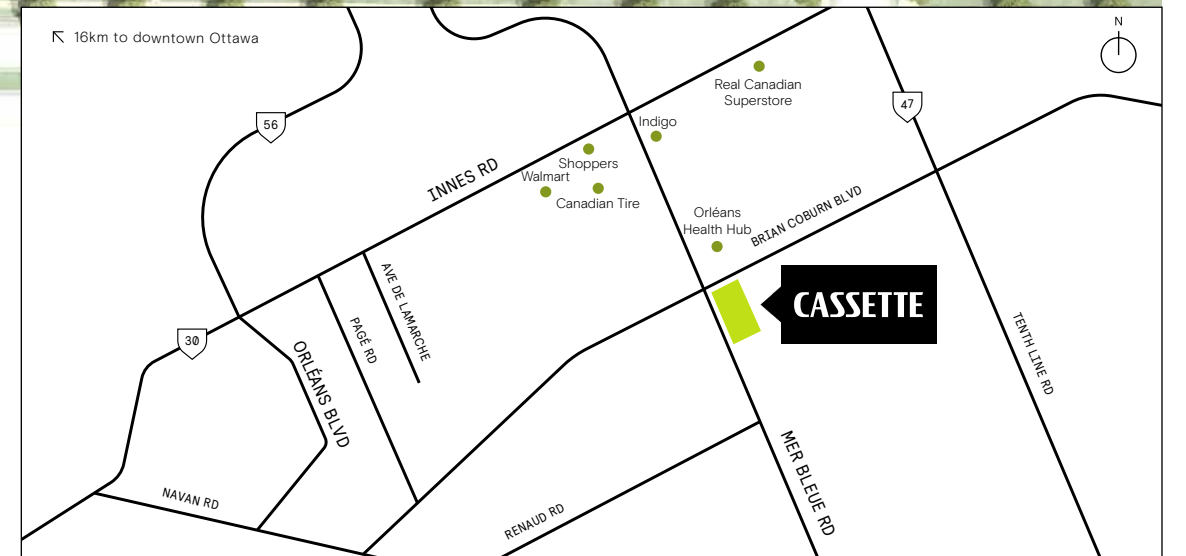 16km to downtown Ottawa
N
Real Canadian
Superstore
47
56
Indigo
Shoppers
Walmart
INNES RD
Canadian Tire
Orléans
Health Hub
BRIAN COBURN BLVD
AVE DE LAMARCHE
CASSETTE
PAGÉ RD
30
ORLÉANS BLVD
TENTH LINE RD
MER BLEUE RD
NAVAN RD
RENAUD RD